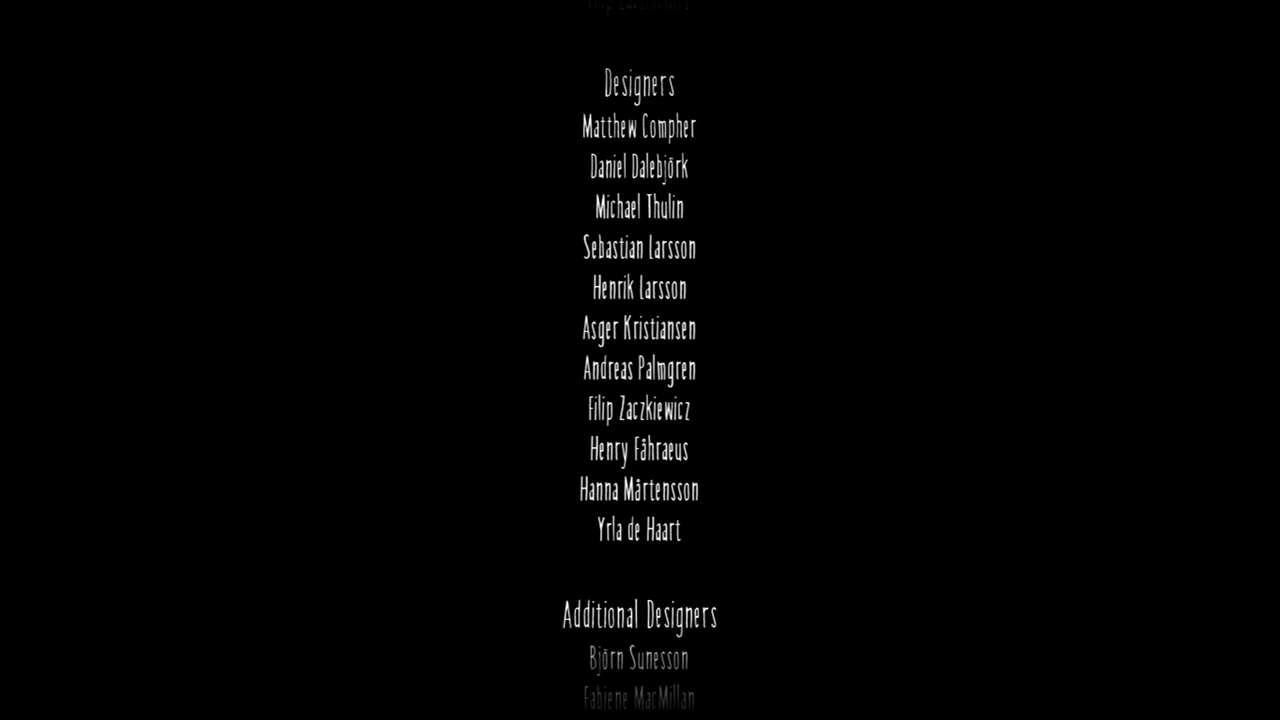 Designers
Matthew Compher
Daniel Dalebjörk
Michael Thulin
Sebastian Larsson
Henrik Larsson
Asger Kristiansen
Andreas Palmgren
Filip Zaczkiewicz
Henry Fåhraeus
Hanna Mårtensson
Yrla de Haart
Additional Designers
Björn Sunesson
Fabiene MacMillan